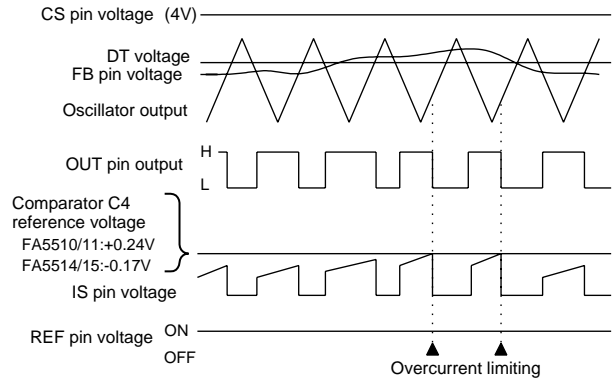 CS pin voltage (4V)
DT voltage
FB pin voltage
Oscillator output
OUT pin output
H
L
Comparator C4
reference voltage
FA5510/11:+0.24V
FA5514/15:-0.17V
IS pin voltage
REF pin voltage
ON
OFF
Overcurrent limiting